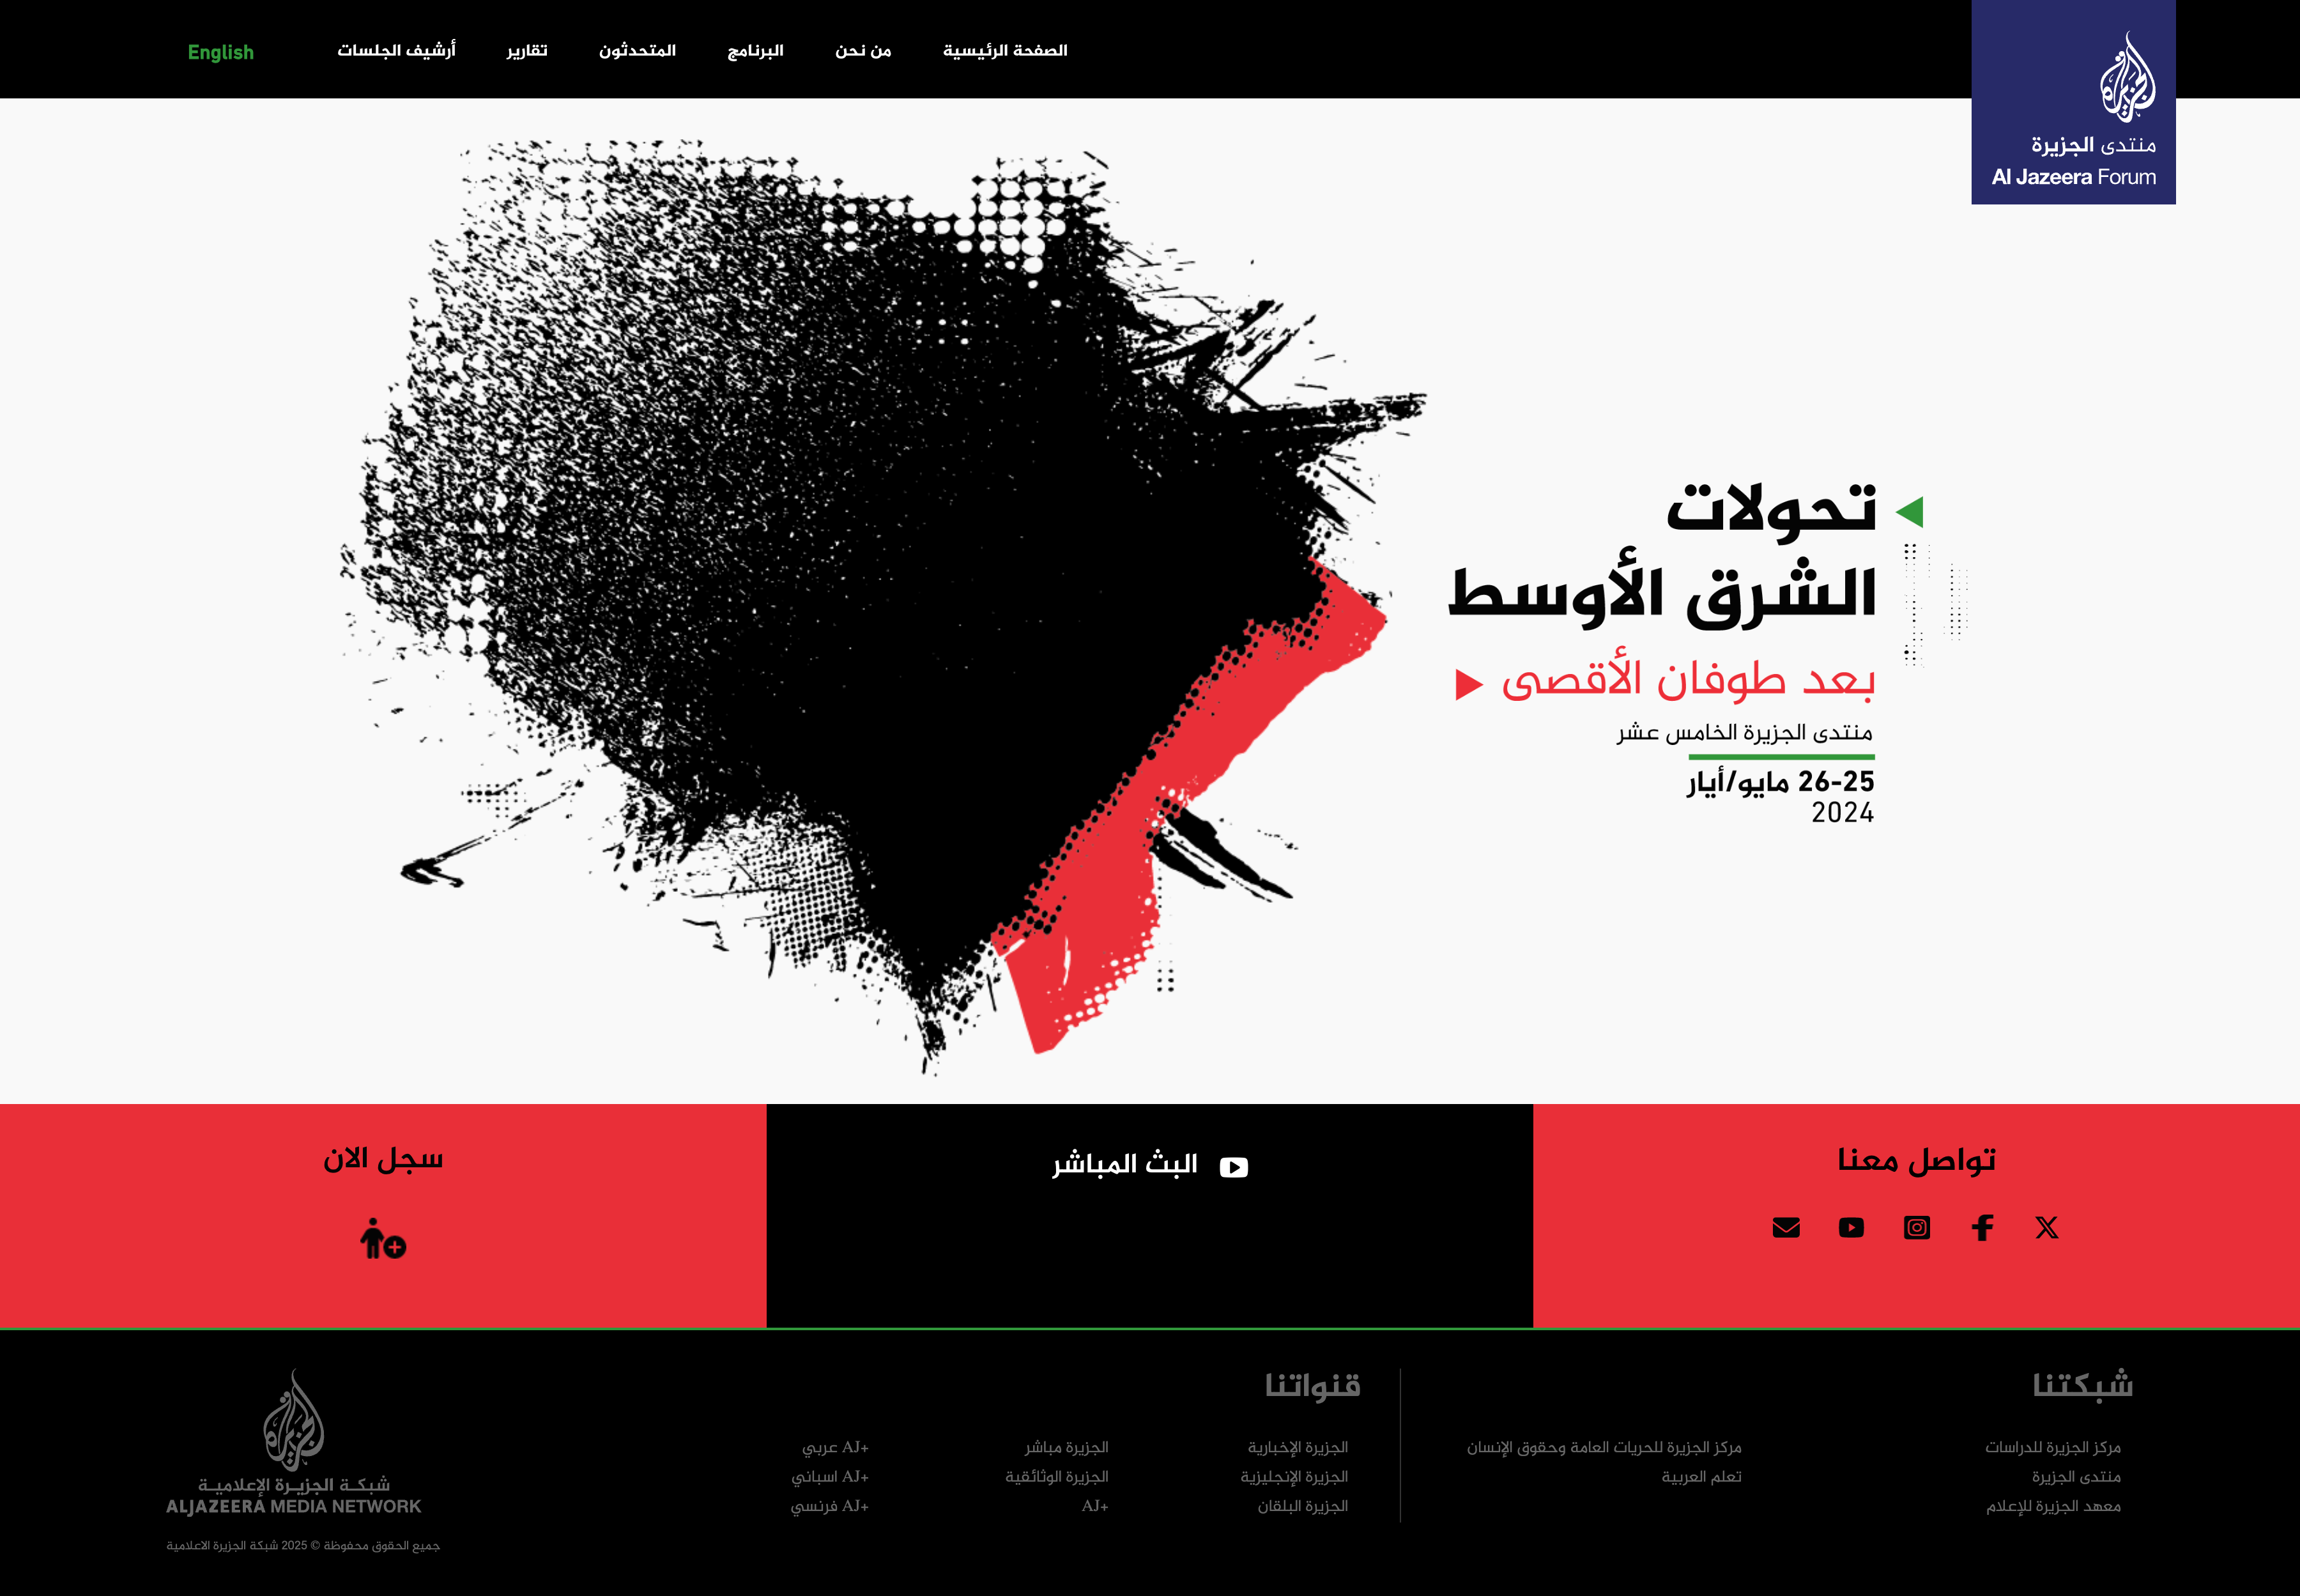 الجزيرة
منتدى الجزيرة
Al Jazeera Forum
الصفحة الرئيسية
من نحن
البرنامج
المتحدثون
تقارير
أرشيف الجلسات
English
تحولات
الشرق الأوسط
بعد طوفان الأقصى
منتدى الجزيرة الخامس عشر
25-26 مايو/أيار
2024
تواصل معنا
البث المباشر
سجل الان
شبكتنا
مركز الجزيرة للدراسات
منتدى الجزيرة
معهد الجزيرة للإعلام
مركز الجزيرة للحريات العامة وحقوق الإنسان
تعلم العربية
قنواتنا
الجزيرة الإخبارية
الجزيرة الإنجليزية
الجزيرة البلقان
الجزيرة مباشر
الجزيرة الوثائقية
AJ+
AJ+ عربي
AJ+ اسباني
AJ+ فرنسي
الجزيرة
شبكـة الجزيـرة الإعلاميـة
ALJAZEERA MEDIA NETWORK
جميع الحقوق محفوظة © 2025 شبكة الجزيرة الاعلامية